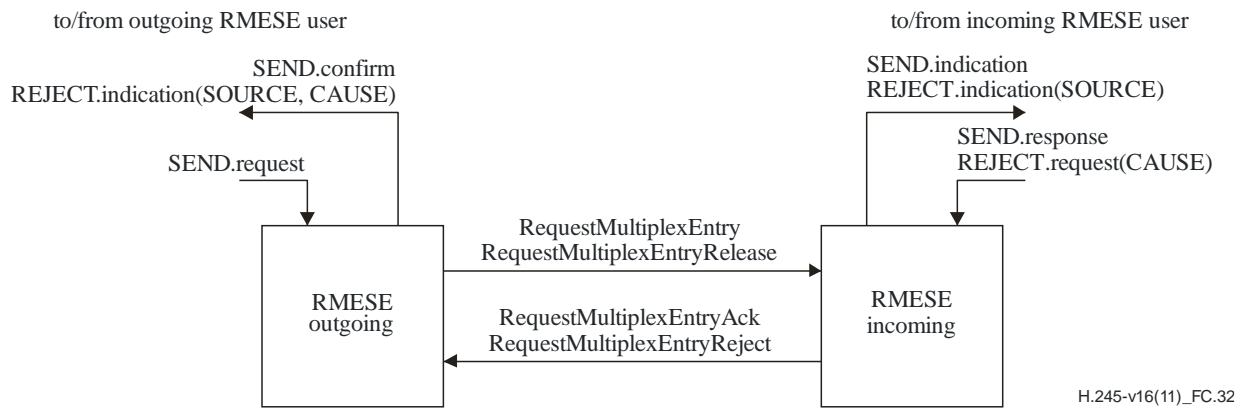 to/from outgoing RMESE user
to/from incoming RMESE user
SEND.confirm
REJECT.indication(SOURCE, CAUSE)
SEND.indication
REJECT.indication(SOURCE)
SEND.request
SEND.response
REJECT.request(CAUSE)
RequestMultiplexEntry
RequestMultiplexEntryRelease
RMESE
outgoing
RMESE
incoming
RequestMultiplexEntryAck
RequestMultiplexEntryReject
H.245-v16(11)_FC.32